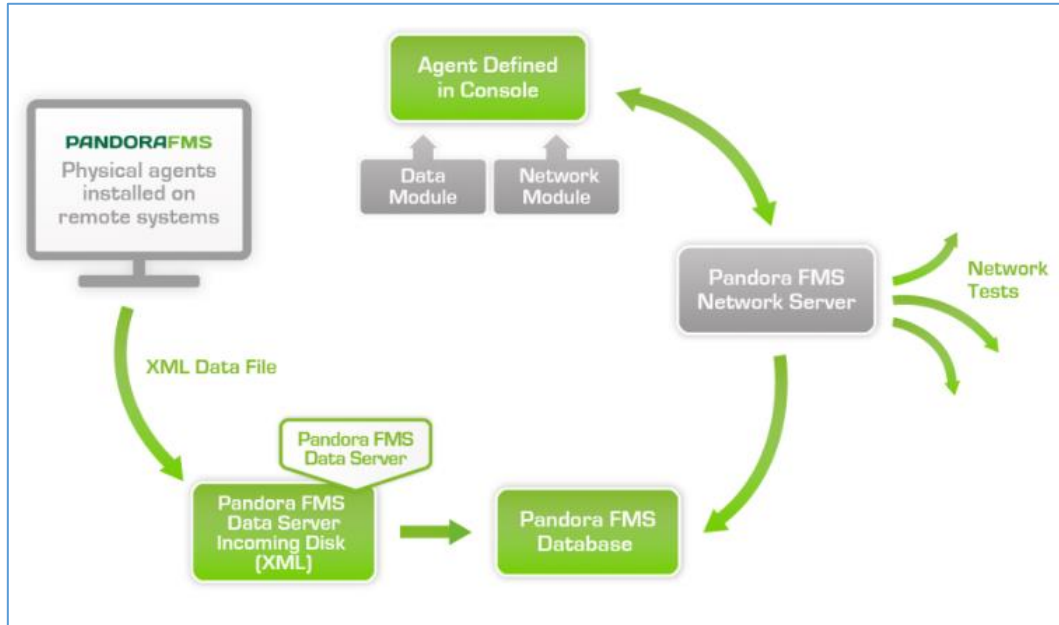 Agent Defined
in Console
PANDORAFMS
Physical agents
installed on
remote systems
Data
Module
Network
Module
Pandora FMS
Network Server
Network
Tests
XML Data File
Pandora FMS
Data Server
Pandora FMS
Data Server
Incoming Disk
(XML)
Pandora FMS
Database